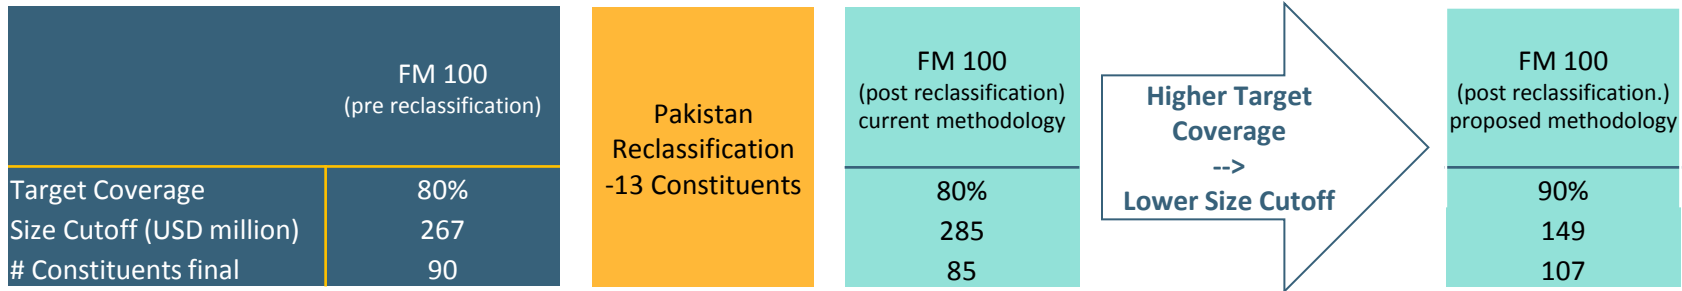 FM 100
(pre reclassification)
Target Coverage 80%
Size Cutoff (USD million) 267
# Constituents final 90
Pakistan
Reclassification
-13 Constituents
FM 100
(post reclassification)
current methodology
80%
285
85
Higher Target
Coverage
-->
Lower Size Cutoff
FM 100
(post reclassification.)
proposed methodology
90%
149
107